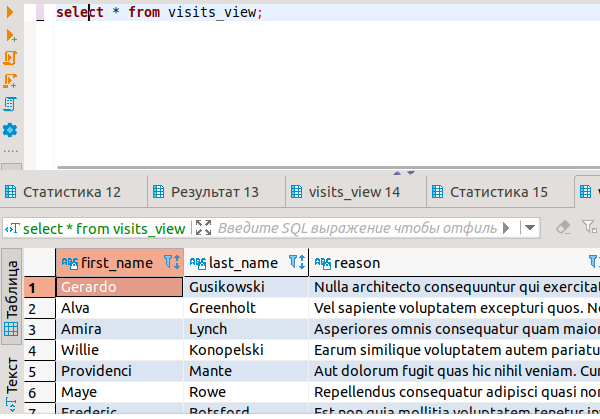 select * from visits_view;
Статистика 12 Результат 13 visits_view 14 Статистика 15
select * from visits_view Введите SQL выражение чтобы отфиль
Таблица
Текст
first_name last_name reason
1 Gerardo Gusikowski Nulla architecto consequuntur qui exercitat
2 Alva Greenholt Vel sapiente voluptatem excepturi quos. Ne
3 Amira Lynch Asperiores omnis consequatur quam maior
4 Willie Konopelski Earum similique voluptatem autem pariatu
5 Providenci Mante Aut dolorum fugit quas hic nihil veniam. Cur
6 Maye Rowe Repellendus consequatur adipisci quasi nor
Frederic Botsford Est non quia mollitia voluptatem tenetur in